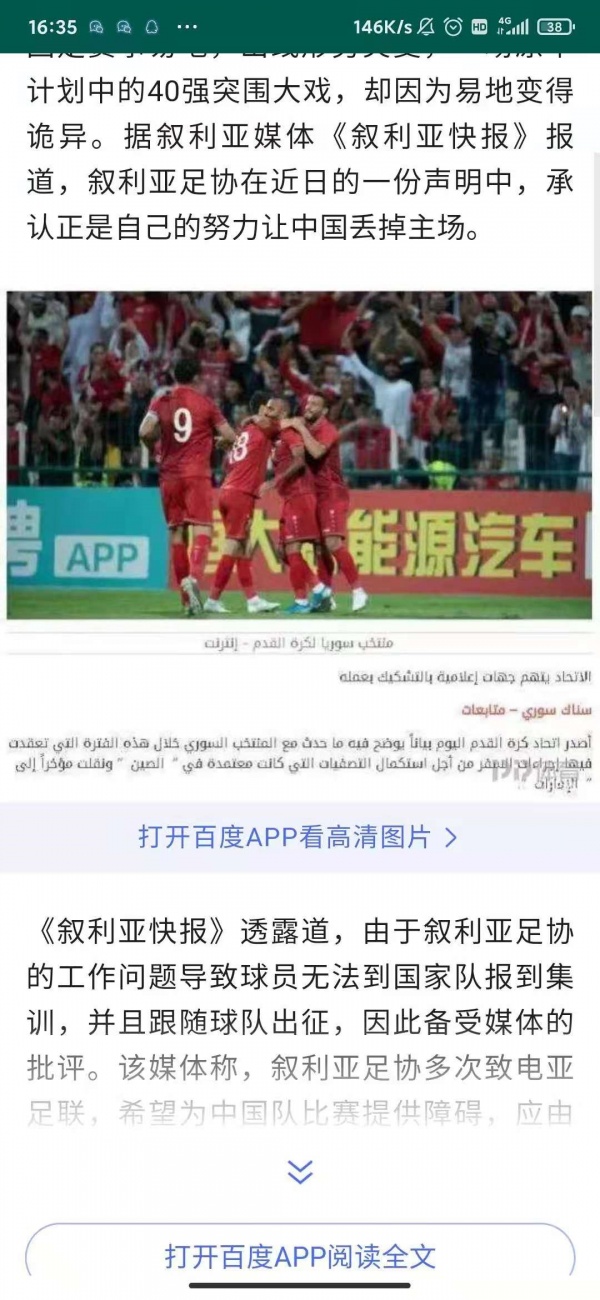 16:35
146K/s
HD
4G
38
计划中的40强突围大戏，却因为易地变得
诡异。据叙利亚媒体《叙利亚快报》报
道，叙利亚足协在近日的一份声明中，承
认正是自己的努力让中国丢掉主场。
9
18
聘 APP
恒大 能源汽车
منتخب سوريا لكرة القدم - إنترنت
الاتحاد يتهم جهات إعلامية بالتشكيك بعمله
سناك سوري – متابعات
أصدر اتحاد كرة القدم اليوم بياناً يوضح فيه ما حدث مع المنتخب السوري خلال هذه الفترة التي تعقدت
فيها إجراءات السفر من أجل استكمال التصفيات التي كانت معتمدة في " الصين " ونقلت مؤخراً إلى
" الإمارات
打开百度APP看高清图片
《叙利亚快报》透露道，由于叙利亚足协
的工作问题导致球员无法到国家队报到集
训，并且跟随球队出征，因此备受媒体的
批评。该媒体称，叙利亚足协多次致电亚
足联，希望为中国队比赛提供障碍，应由
打开百度APP阅读全文